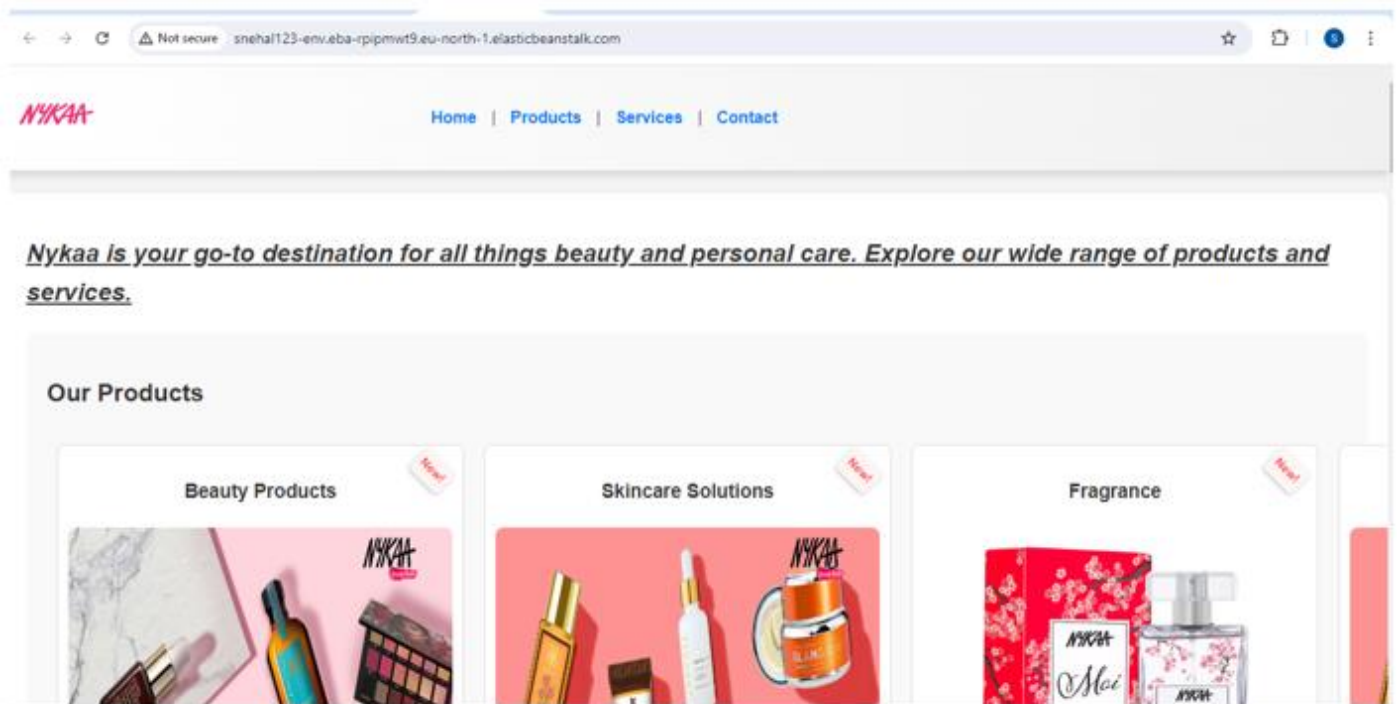 Not secure snehal123-env.eba-rpipmwt9.eu-north-1.elasticbeanstalk.com S
NYKAA Home | Products | Services | Contact
Nykaa is your go-to destination for all things beauty and personal care. Explore our wide range of products and
services.
Our Products
New! New! New!
Beauty Products Skincare Solutions Fragrance
NYKAA NYKAA
NYKAA
Moi
NYKAA